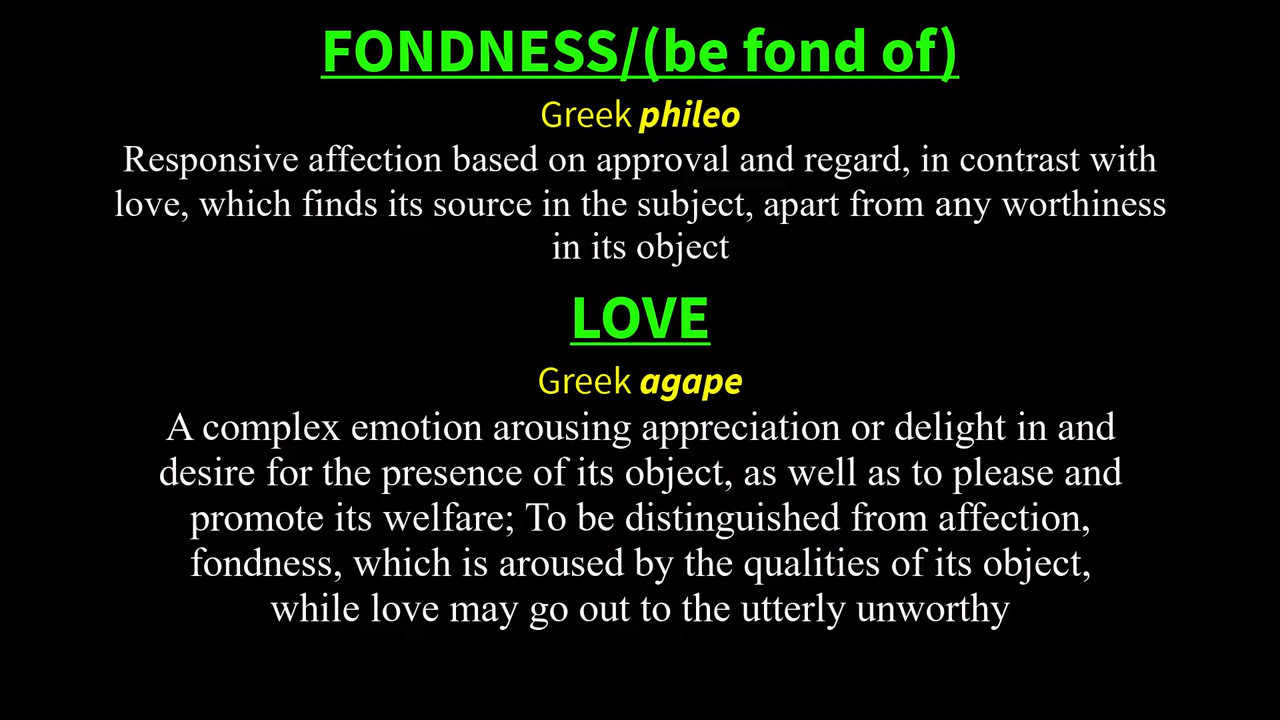 FONDNESS/(be fond of)
Greek phileo
Responsive affection based on approval and regard, in contrast with
love, which finds its source in the subject, apart from any worthiness
in its object
LOVE
Greek agape
A complex emotion arousing appreciation or delight in and
desire for the presence of its object, as well as to please and
promote its welfare; To be distinguished from affection,
fondness, which is aroused by the qualities of its object,
while love may go out to the utterly unworthy